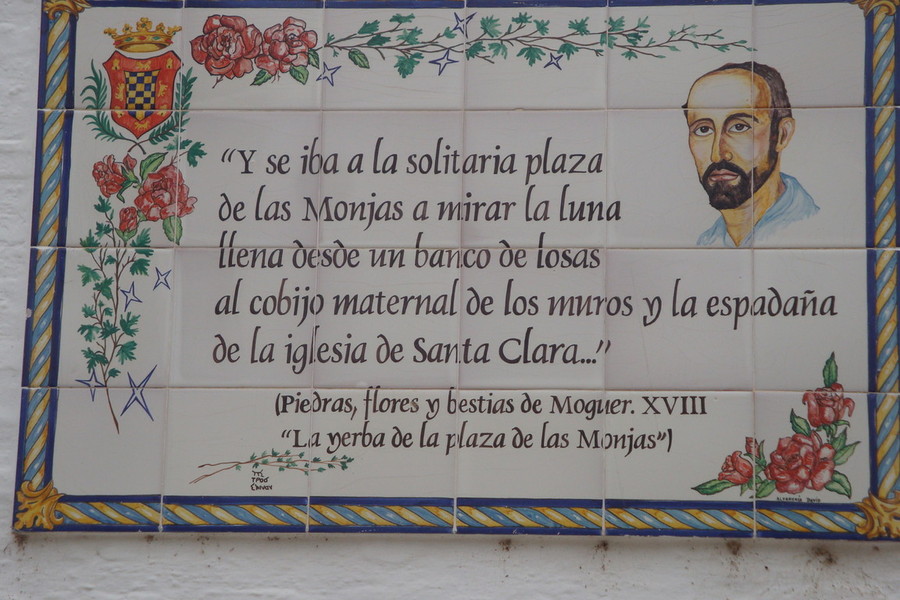 “Y se iba a la solitaria plaza
de las Monjas a mirar la luna
llena desde un banco de losas
al cobijo maternal de los muros y la espadaña
de la iglesia de Santa Clara...”
(Piedras, flores y bestias de Moguer. XVIII
“La yerba de la plaza de las Monjas”)